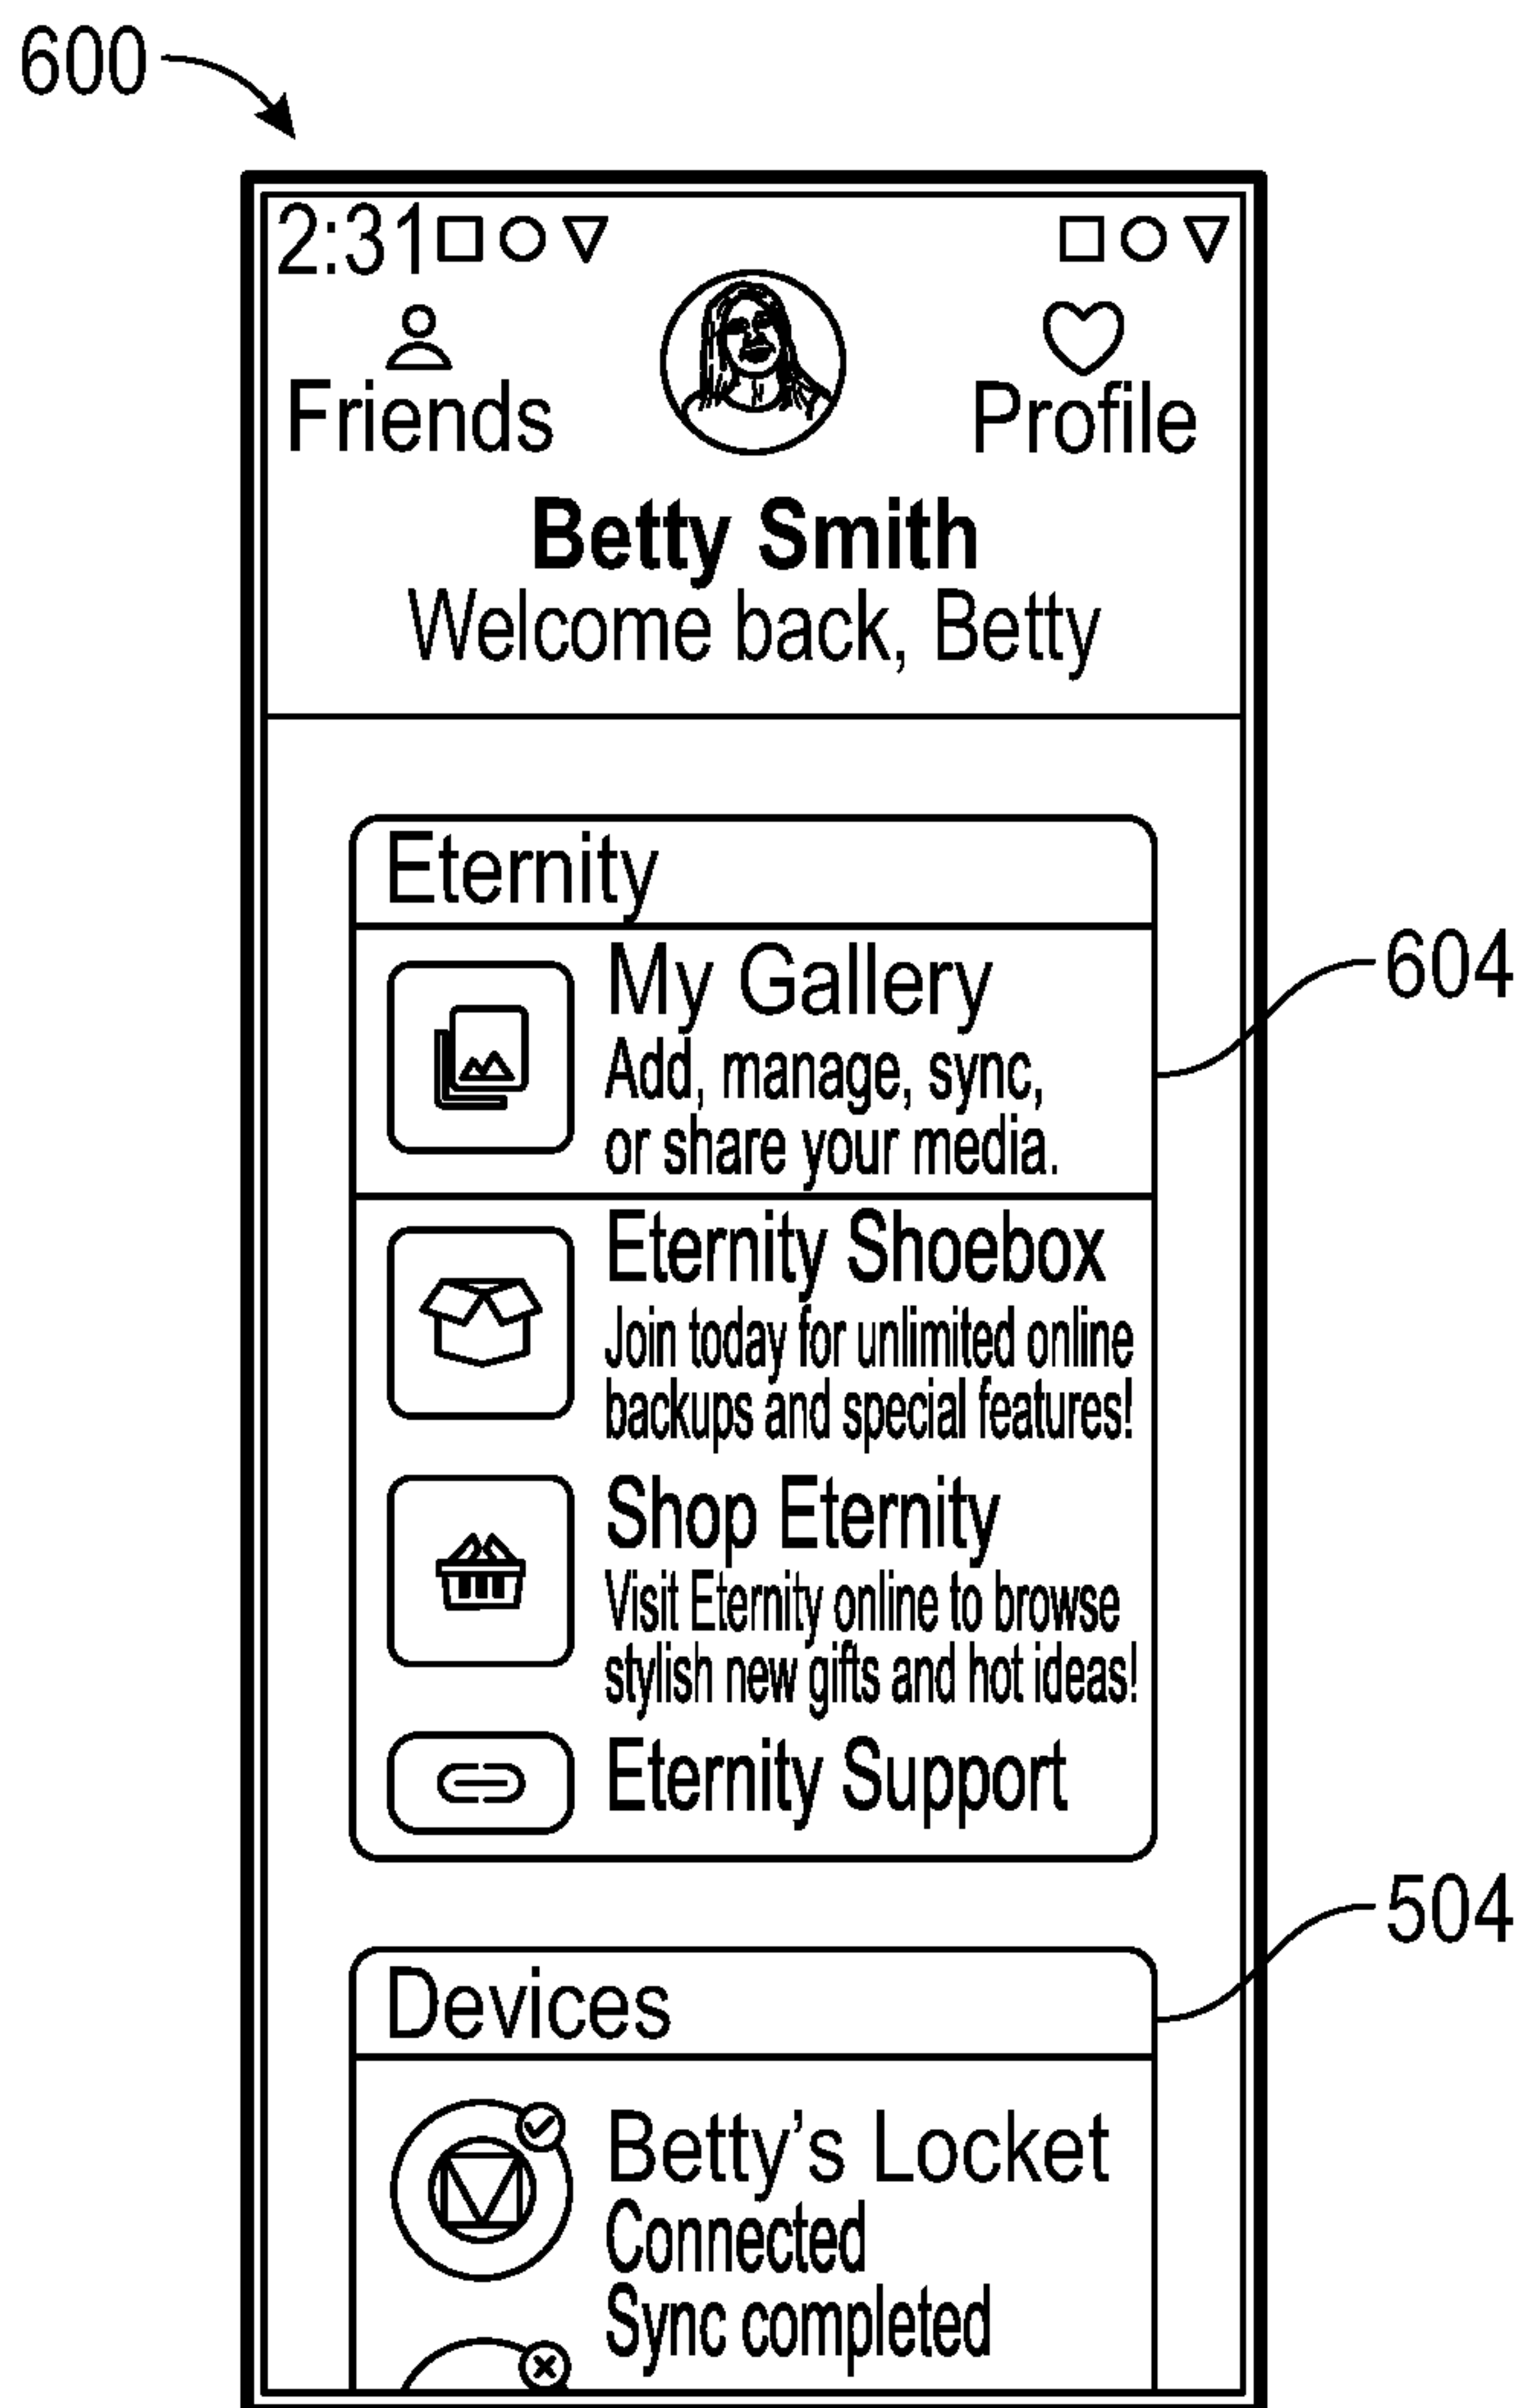 600
2:31
Friends
Profile
Betty Smith
Welcome back, Betty
Eternity
My Gallery
Add, manage, sync,
or share your media.
604
Eternity Shoebox
Join today for unlimited online
backups and special features!
Shop Eternity
Visit Eternity online to browse
stylish new gifts and hot ideas!
Eternity Support
504
Devices
Betty’s Locket
Connected
Sync completed